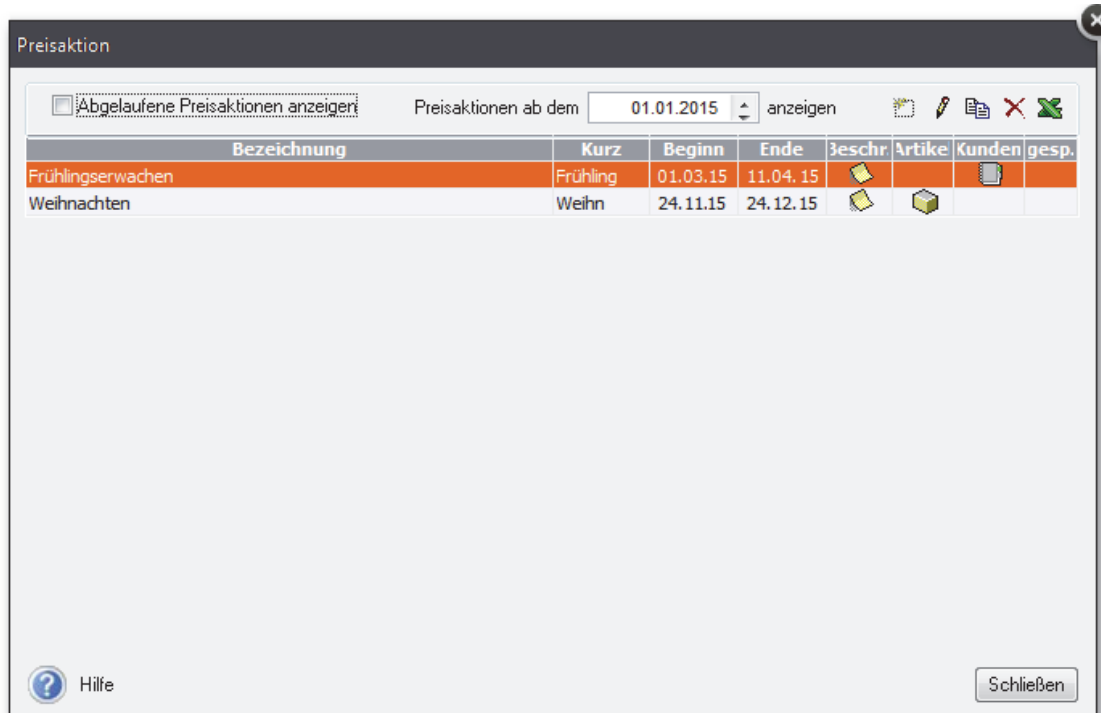 Preisaktion
Abgelaufene Preisaktionen anzeigen Preisaktionen ab dem 01.01.2015 anzeigen
Bezeichnung Kurz Beginn Ende Beschr. Artikel Kunden gesp.
Frühlingserwachen Frühling 01.03.15 11.04.15
Weihnachten Weihn 24.11.15 24.12.15
Hilfe Schließen